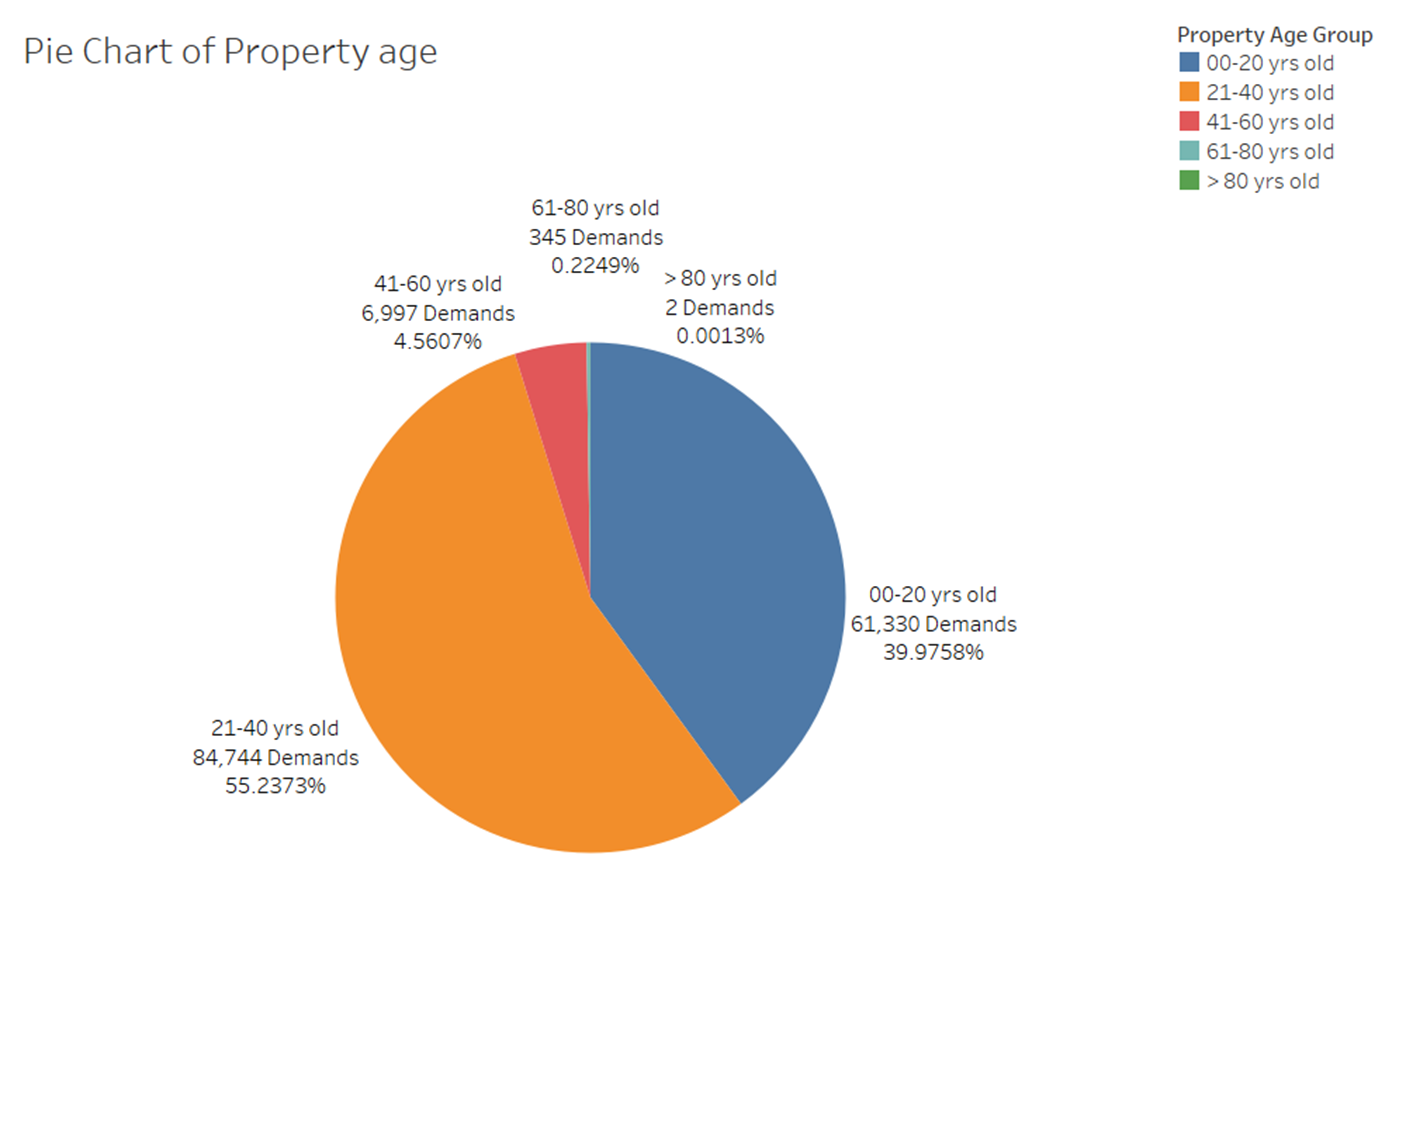 Pie Chart of Property age
Property Age Group
00-20 yrs old
21-40 yrs old
41-60 yrs old
61-80 yrs old
> 80 yrs old
61-80 yrs old
345 Demands
0.2249%
> 80 yrs old
2 Demands
0.0013%
41-60 yrs old
6,997 Demands
4.5607%
00-20 yrs old
61,330 Demands
39.9758%
21-40 yrs old
84,744 Demands
55.2373%